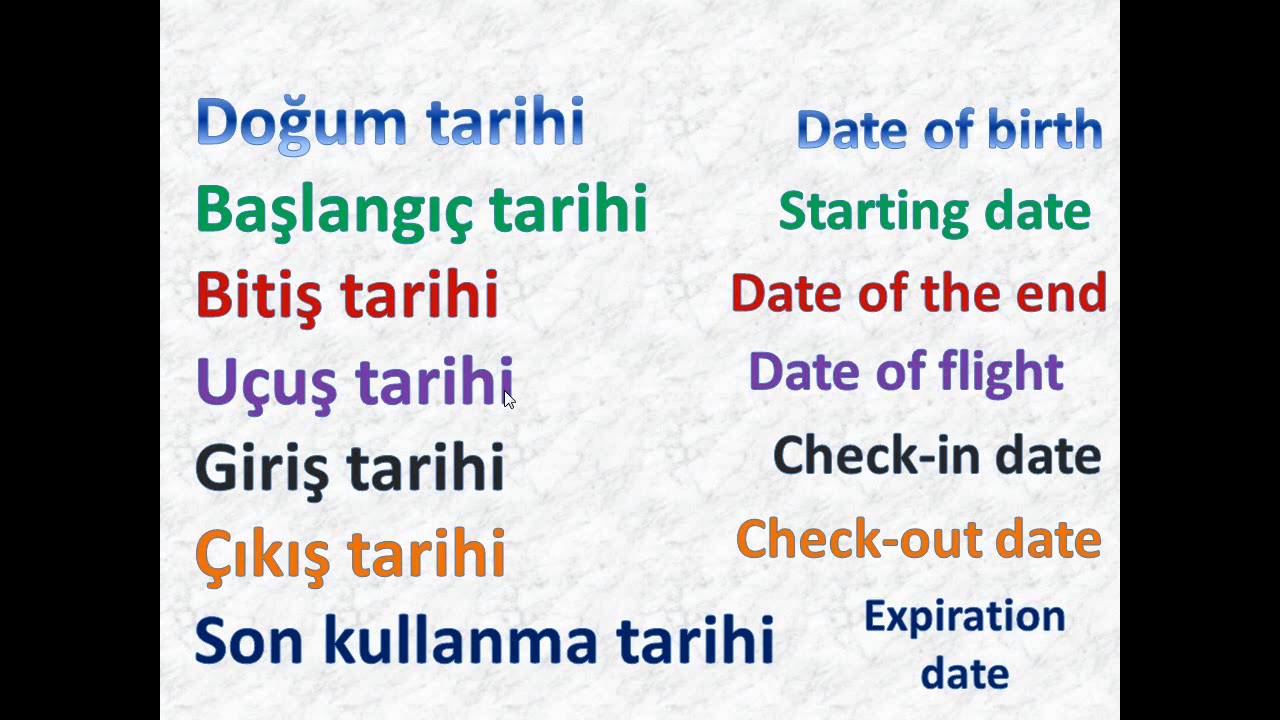 Doğum tarihi Date of birth
Başlangıç tarihi Starting date
Bitiş tarihi Date of the end
Uçuş tarihi Date of flight
Giriş tarihi Check-in date
Çıkış tarihi Check-out date
Son kullanma tarihi Expiration
date